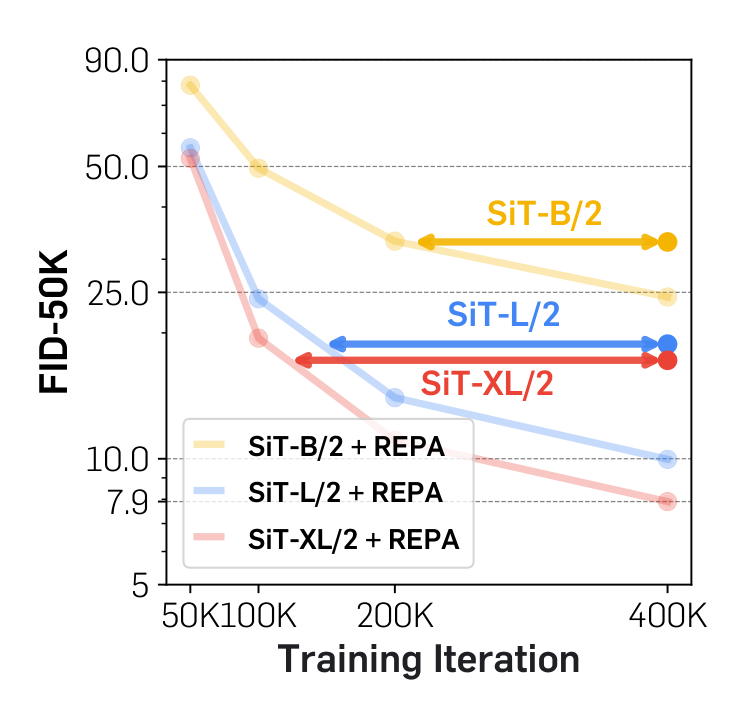 90.0
50.0
25.0
10.0
7.9
5
FID-50K
SiT-B/2
SiT-L/2
SiT-XL/2
SiT-B/2 + REPA
SiT-L/2 + REPA
SiT-XL/2 + REPA
50K 100K 200K 400K
Training Iteration